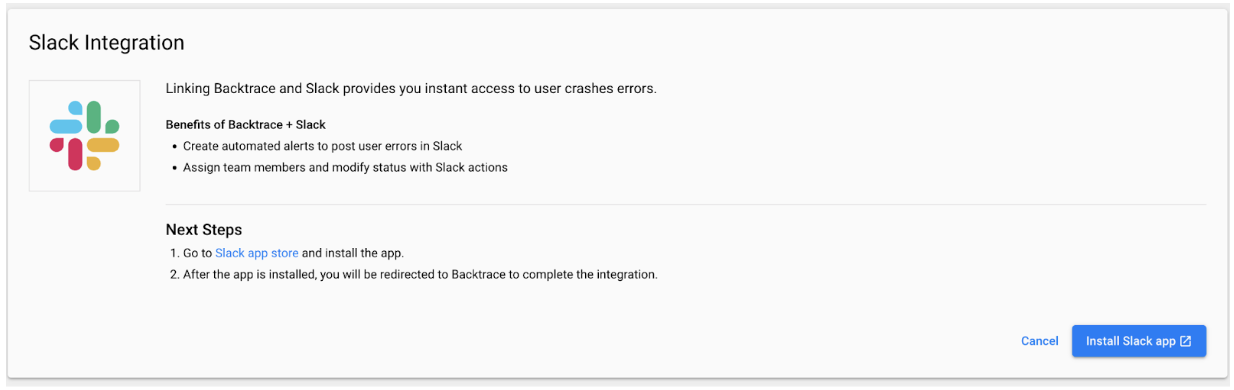 Slack Integration
Linking Backtrace and Slack provides you instant access to user crashes errors.
Benefits of Backtrace + Slack
• Create automated alerts to post user errors in Slack
• Assign team members and modify status with Slack actions
Next Steps
1. Go to Slack app store and install the app.
2. After the app is installed, you will be redirected to Backtrace to complete the integration.
Cancel Install Slack app